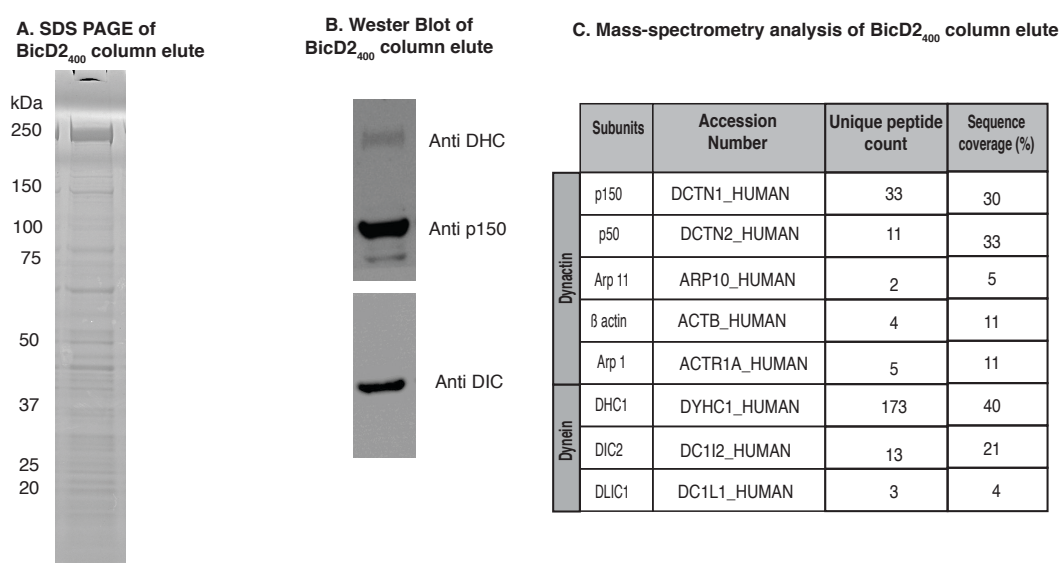 A. SDS PAGE of
BicD2400 column elute
kDa
250
150
100
75
50
37
25
20
B. Wester Blot of
BicD2400 column elute
Anti DHC
Anti p150
Anti DIC
C. Mass-spectrometry analysis of BicD2400 column elute
Subunits Accession Number Unique peptide count Sequence coverage (%)
Dynactin
p150 DCTN1_HUMAN 33 30
p50 DCTN2_HUMAN 11 33
Arp 11 ARP10_HUMAN 2 5
ß actin ACTB_HUMAN 4 11
Arp 1 ACTR1A_HUMAN 5 11
Dynein
DHC1 DYHC1_HUMAN 173 40
DIC2 DC1I2_HUMAN 13 21
DLIC1 DC1L1_HUMAN 3 4